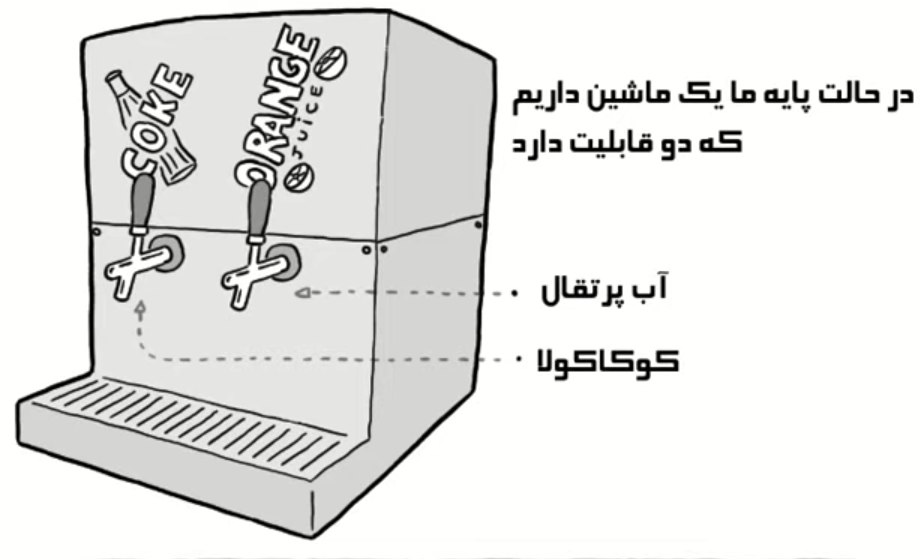 COKE
ORANGE
JUICE
در حالت پایه ما یک ماشین داریم
که دو قابلیت دارد
آب پرتقال
کوکاکولا